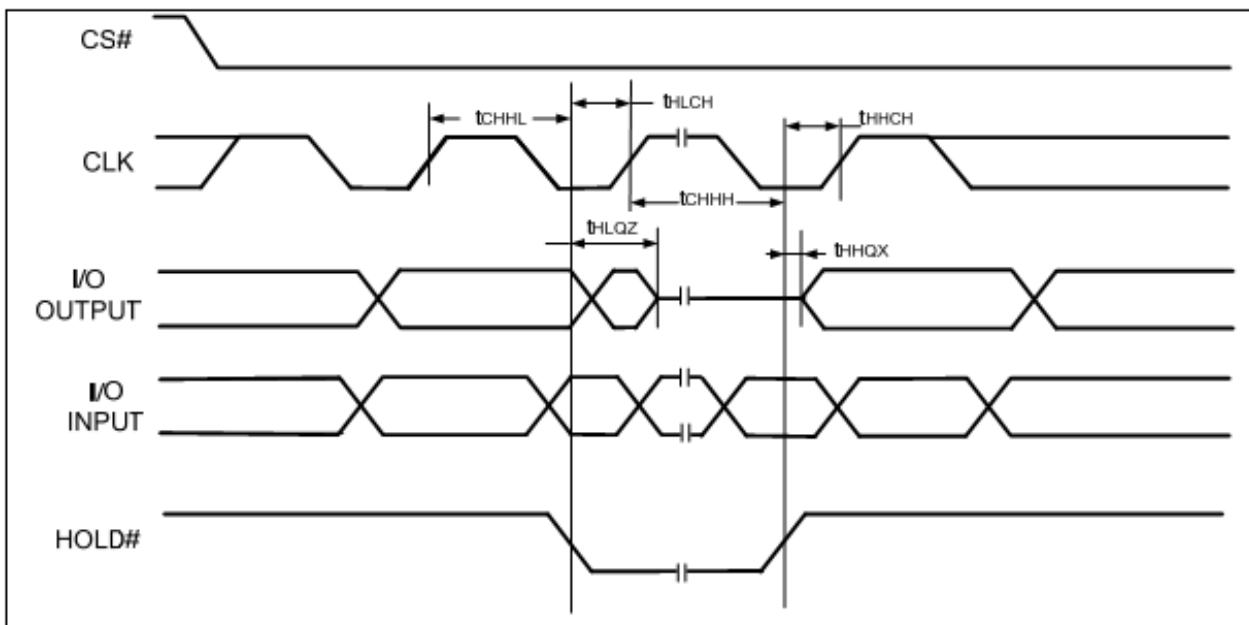 CS#
tCHHL
tHLCH
tHHCH
CLK
tCHHH
tHLQZ
tHHQX
I/O
OUTPUT
I/O
INPUT
HOLD#